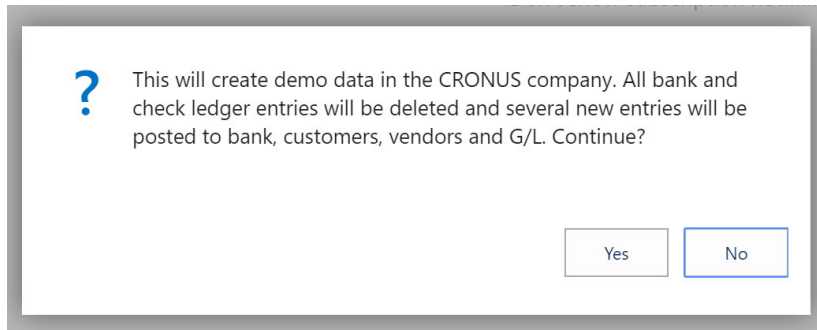 This will create demo data in the CRONUS company. All bank and
check ledger entries will be deleted and several new entries will be
posted to bank, customers, vendors and G/L. Continue?
Yes
No